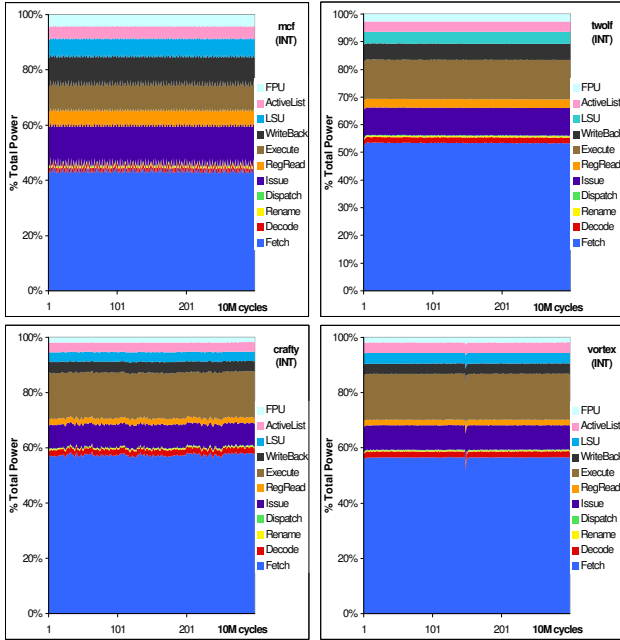 mcf
(INT)
% Total Power
100%
80%
60%
40%
20%
0%
1
101
201
10M cycles
FPU
ActiveList
LSU
WriteBack
Execute
RegRead
Issue
Dispatch
Rename
Decode
Fetch
twolf
(INT)
% Total Power
100%
90%
80%
70%
60%
50%
40%
30%
20%
10%
0%
1
101
201
10M cycles
FPU
ActiveList
LSU
WriteBack
Execute
RegRead
Issue
Dispatch
Rename
Decode
Fetch
crafty
(INT)
% Total Power
100%
80%
60%
40%
20%
0%
1
101
201
10M cycles
FPU
ActiveList
LSU
WriteBack
Execute
RegRead
Issue
Dispatch
Rename
Decode
Fetch
vortex
(INT)
% Total Power
100%
80%
60%
40%
20%
0%
1
101
201
10M cycles
FPU
ActiveList
LSU
WriteBack
Execute
RegRead
Issue
Dispatch
Rename
Decode
Fetch